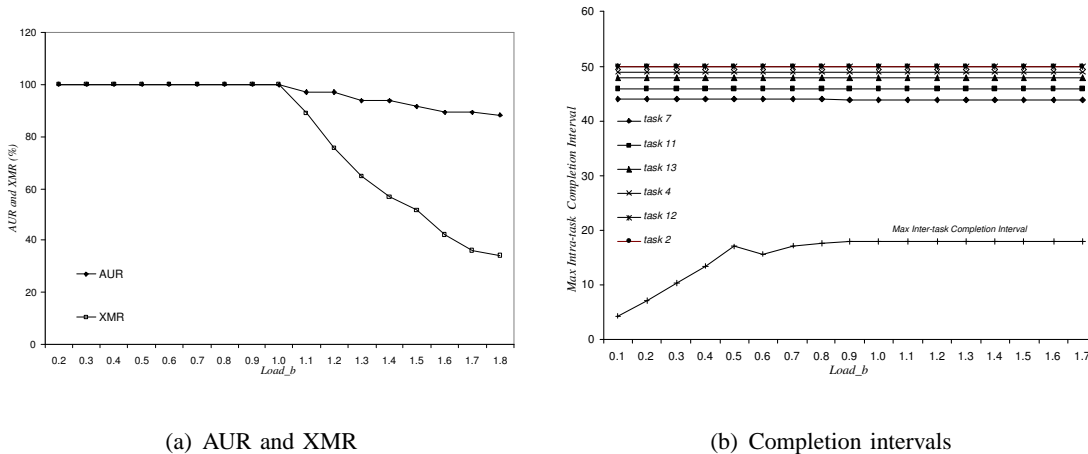 120
100
80
60
40
20
0
AUR and XMR (%)
AUR
XMR
0.2 0.3 0.4 0.5 0.6 0.7 0.8 0.9 1.0 1.1 1.2 1.3 1.4 1.5 1.6 1.7 1.8
Load_b
(a) AUR and XMR
60
50
40
30
20
10
0
Max Intra-task Completion Interval
task 7
task 11
task 13
task 4
task 12
task 2
Max Inter-task Completion Interval
0.1 0.2 0.3 0.4 0.5 0.6 0.7 0.8 0.9 1.0 1.1 1.2 1.3 1.4 1.5 1.6 1.7
Load_b
(b) Completion intervals